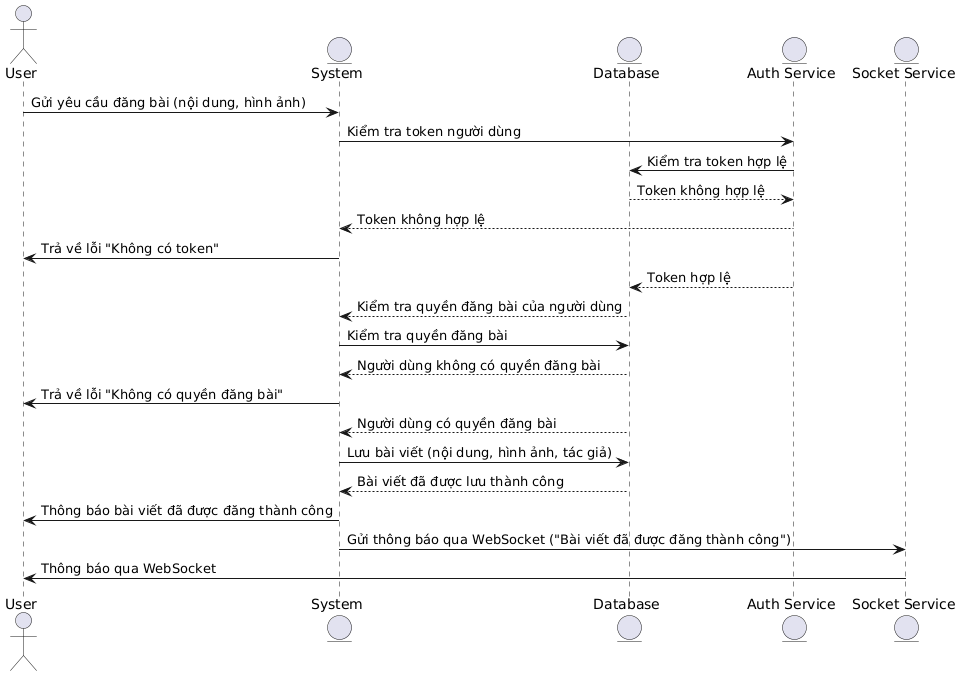 User
System
Database
Auth Service
Socket Service
Gửi yêu cầu đăng bài (nội dung, hình ảnh)
Kiểm tra token người dùng
Kiểm tra token hợp lệ
Token không hợp lệ
Token không hợp lệ
Trả về lỗi "Không có token"
Token hợp lệ
Kiểm tra quyền đăng bài của người dùng
Kiểm tra quyền đăng bài
Người dùng không có quyền đăng bài
Trả về lỗi "Không có quyền đăng bài"
Người dùng có quyền đăng bài
Lưu bài viết (nội dung, hình ảnh, tác giả)
Bài viết đã được lưu thành công
Thông báo bài viết đã được đăng thành công
Gửi thông báo qua WebSocket ("Bài viết đã được đăng thành công")
Thông báo qua WebSocket
User
System
Database
Auth Service
Socket Service